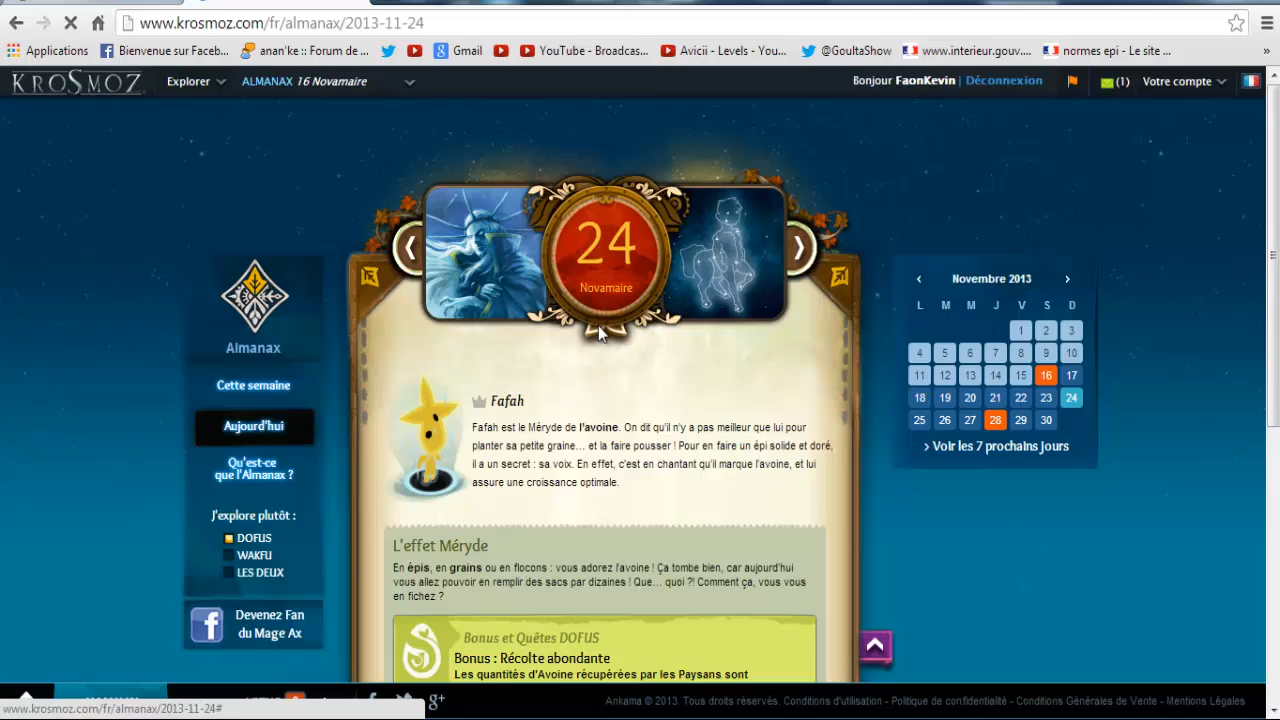 www.krosmoz.com/fr/almanax/2013-11-24
Applications
Bienvenue sur Faceb...
anan'ke :: Forum de ...
Gmail
YouTube - Broadcas...
Avicii - Levels - You...
@GoultaShow
www.interieur.gouv....
normes epi - Le site ...
»
KROSMOZ
Explorer
ALMANAX 16 Novamaire
Bonjour FaonKevin | Déconnexion
(1)
Votre compte
24
Novamaire
Almanax
Cette semaine
Aujourd'hui
Qu'est-ce
que l'Almanax ?
J'explore plutôt :
DOFUS
WAKFU
LES DEUX
Devenez Fan
du Mage Ax
Fafah
Fafah est le Méryde de l'avoine. On dit qu'il n'y a pas meilleur que lui pour
planter sa petite graine… et la faire pousser ! Pour en faire un épi solide et doré,
il a un secret : sa voix. En effet, c'est en chantant qu'il marque l'avoine, et lui
assure une croissance optimale.
L'effet Méryde
En épis, en grains ou en flocons : vous adorez l'avoine ! Ça tombe bien, car aujourd'hui
vous allez pouvoir en remplir des sacs par dizaines ! Que… quoi ?! Comment ça, vous vous
en fichez ?
Bonus et Quêtes DOFUS
Bonus : Récolte abondante
Les quantités d'Avoine récupérées par les Paysans sont
‹ Novembre 2013 ›
L M M J V S D
1 2 3
4 5 6 7 8 9 10
11 12 13 14 15 16 17
18 19 20 21 22 23 24
25 26 27 28 29 30
› Voir les 7 prochains jours
g+
Ankama © 2013. Tous droits réservés. Conditions d'utilisation - Politique de confidentialité - Conditions Générales de Vente - Mentions Légales
www.krosmoz.com/fr/almanax/2013-11-24#